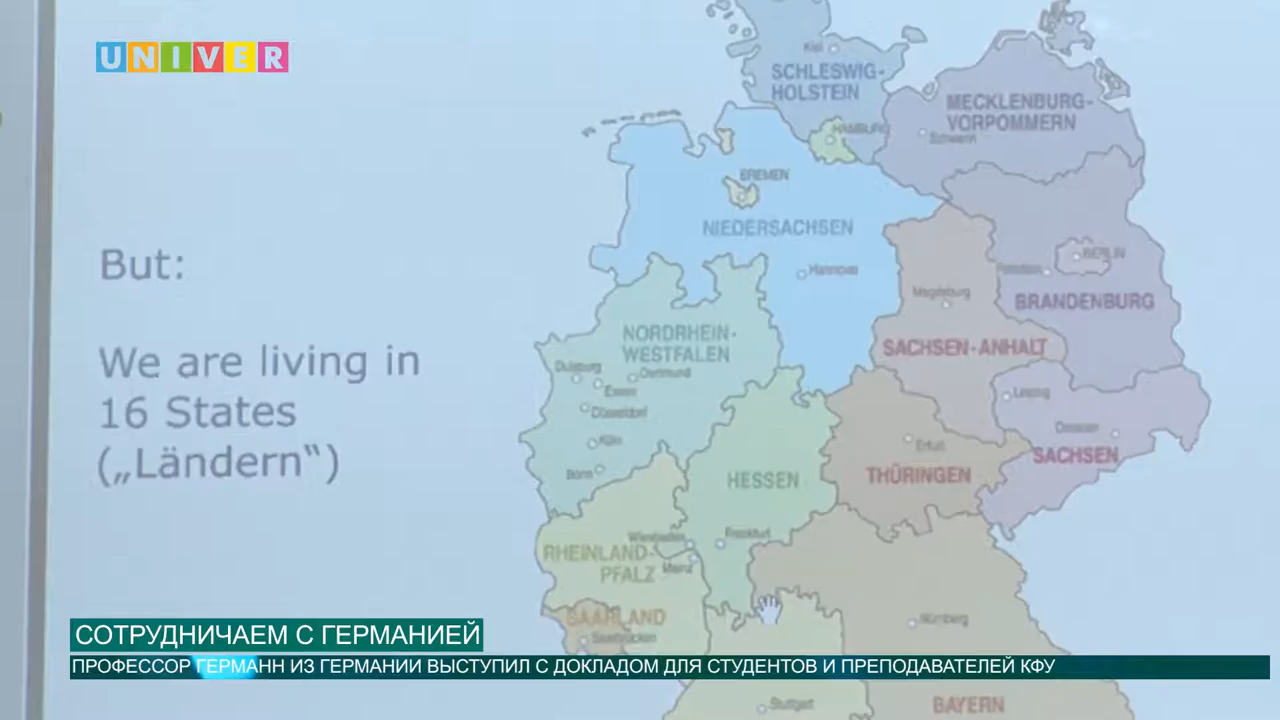 UNIVER
Kiel
SCHLESWIG-
HOLSTEIN
MECKLENBURG-
VORPOMMERN
HAMBURG
Schwerin
BREMEN
NIEDERSACHSEN
Hannover
BERLIN
Potsdam
Magdeburg
BRANDENBURG
But:
We are living in
16 States
(„Ländern“)
NORDRHEIN-
WESTFALEN
Duisburg
Dortmund
Essen
Düsseldorf
Köln
Bonn
SACHSEN-ANHALT
Leipzig
Dresden
SACHSEN
Erfurt
THÜRINGEN
HESSEN
Wiesbaden
Frankfurt
Mainz
RHEINLAND-
PFALZ
SAARLAND
Saarbrücken
Nürnberg
Stuttgart
BAYERN
СОТРУДНИЧАЕМ С ГЕРМАНИЕЙ
ПРОФЕССОР ГЕРМАНН ИЗ ГЕРМАНИИ ВЫСТУПИЛ С ДОКЛАДОМ ДЛЯ СТУДЕНТОВ И ПРЕПОДАВАТЕЛЕЙ КФУ